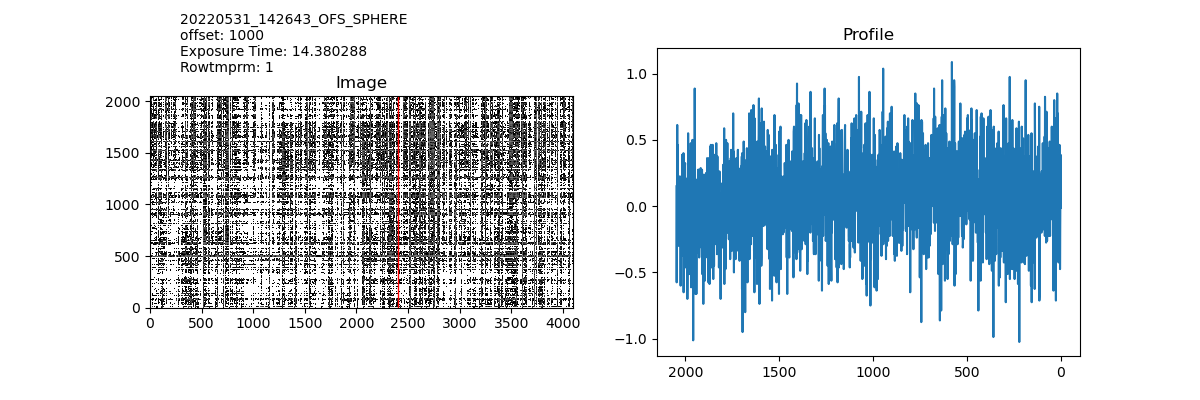 20220531_142643_OFS_SPHERE
offset: 1000
Exposure Time: 14.380288
Rowtmprm: 1
Image
2000
1500
1000
500
0
0 500 1000 1500 2000 2500 3000 3500 4000
Profile
1.0
0.5
0.0
−0.5
−1.0
2000 1500 1000 500 0